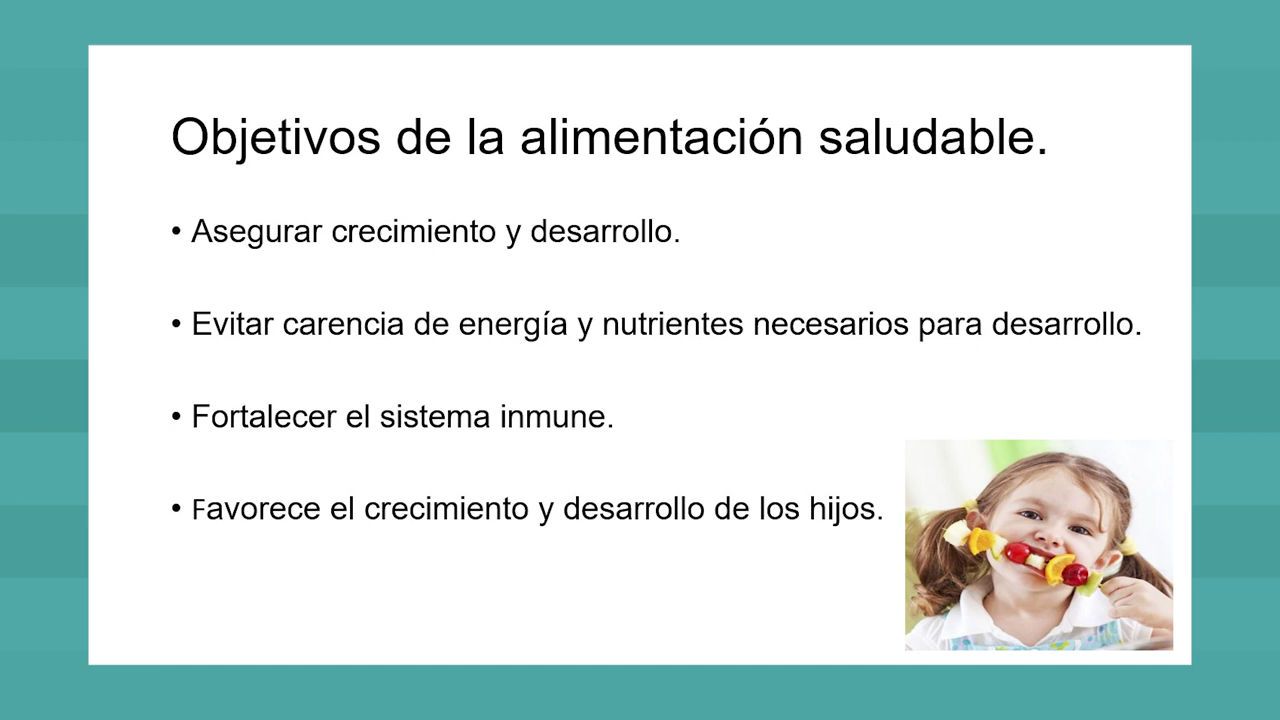 Objetivos de la alimentación saludable.
• Asegurar crecimiento y desarrollo.
• Evitar carencia de energía y nutrientes necesarios para desarrollo.
• Fortalecer el sistema inmune.
• Favorece el crecimiento y desarrollo de los hijos.